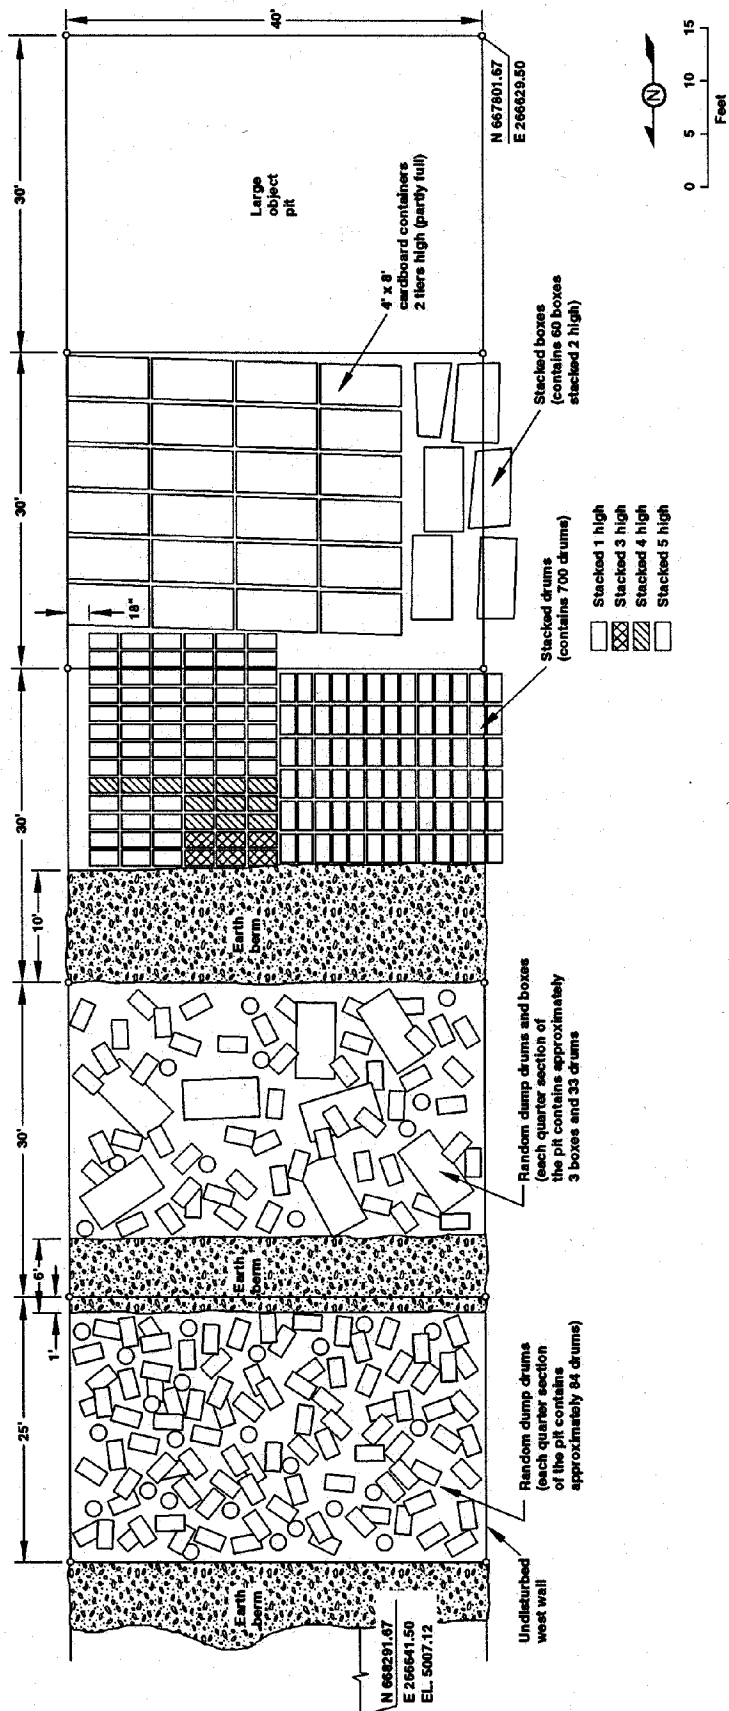 40'
30'
30'
30'
30'
25'
N 667801.67
E 266629.50
N
0
5
10
15
Feet
Large
object
pit
4' x 8'
cardboard containers
2 tiers high (partly full)
Stacked boxes
(contains 60 boxes
stacked 2 high)
18"
Stacked drums
(contains 700 drums)
Stacked 1 high
Stacked 3 high
Stacked 4 high
Stacked 5 high
10'
Earth
berm
Random dump drums and boxes
(each quarter section of
the pit contains approximately
3 boxes and 33 drums
6'
1'
Earth
berm
Random dump drums
(each quarter section
of the pit contains
approximately 84 drums)
Undisturbed
west wall
Earth
berm
N 668291.67
E 266641.50
EL. 5007.12